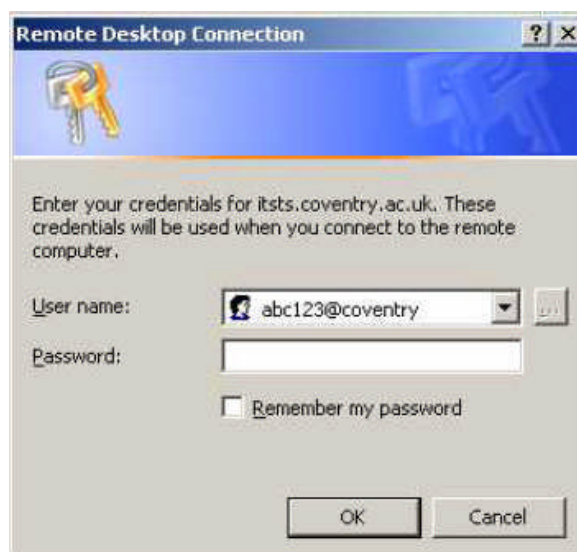 Remote Desktop Connection
Enter your credentials for itsts.coventry.ac.uk. These
credentials will be used when you connect to the remote
computer.
User name: abc123@coventry ...
Password:
Remember my password
OK Cancel